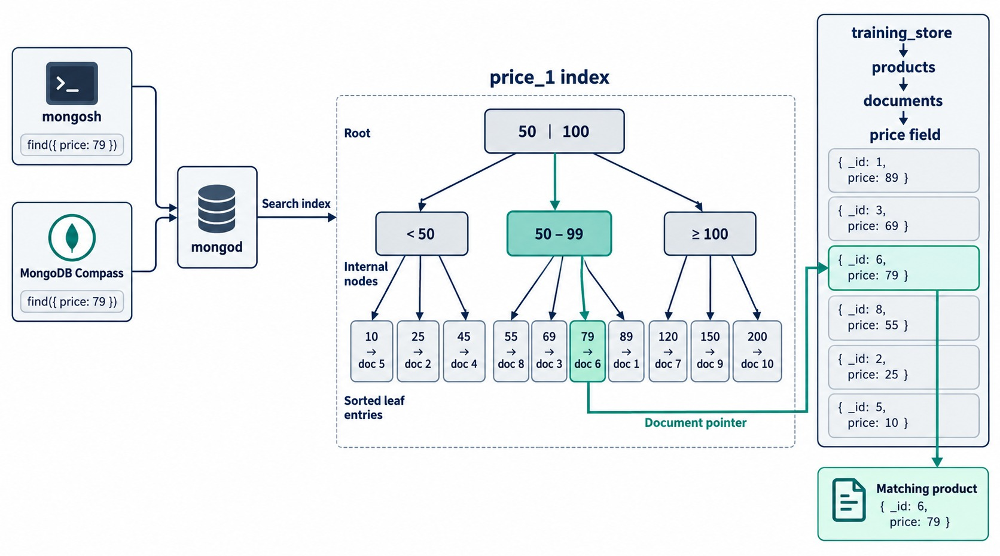 mongosh
find({ price: 79 })
MongoDB Compass
find({ price: 79 })
mongod
Search index
price_1 index
Root
50 | 100
< 50
50 – 99
≥ 100
Internal
nodes
10
→
doc 5
25
→
doc 2
45
→
doc 4
55
→
doc 8
69
→
doc 3
79
→
doc 6
89
→
doc 1
120
→
doc 7
150
→
doc 9
200
→
doc 10
Sorted leaf
entries
Document pointer
training_store
products
documents
price field
{ _id: 1,
price: 89 }
{ _id: 3,
price: 69 }
{ _id: 6,
price: 79 }
{ _id: 8,
price: 55 }
{ _id: 2,
price: 25 }
{ _id: 5,
price: 10 }
Matching product
{ _id: 6,
price: 79 }